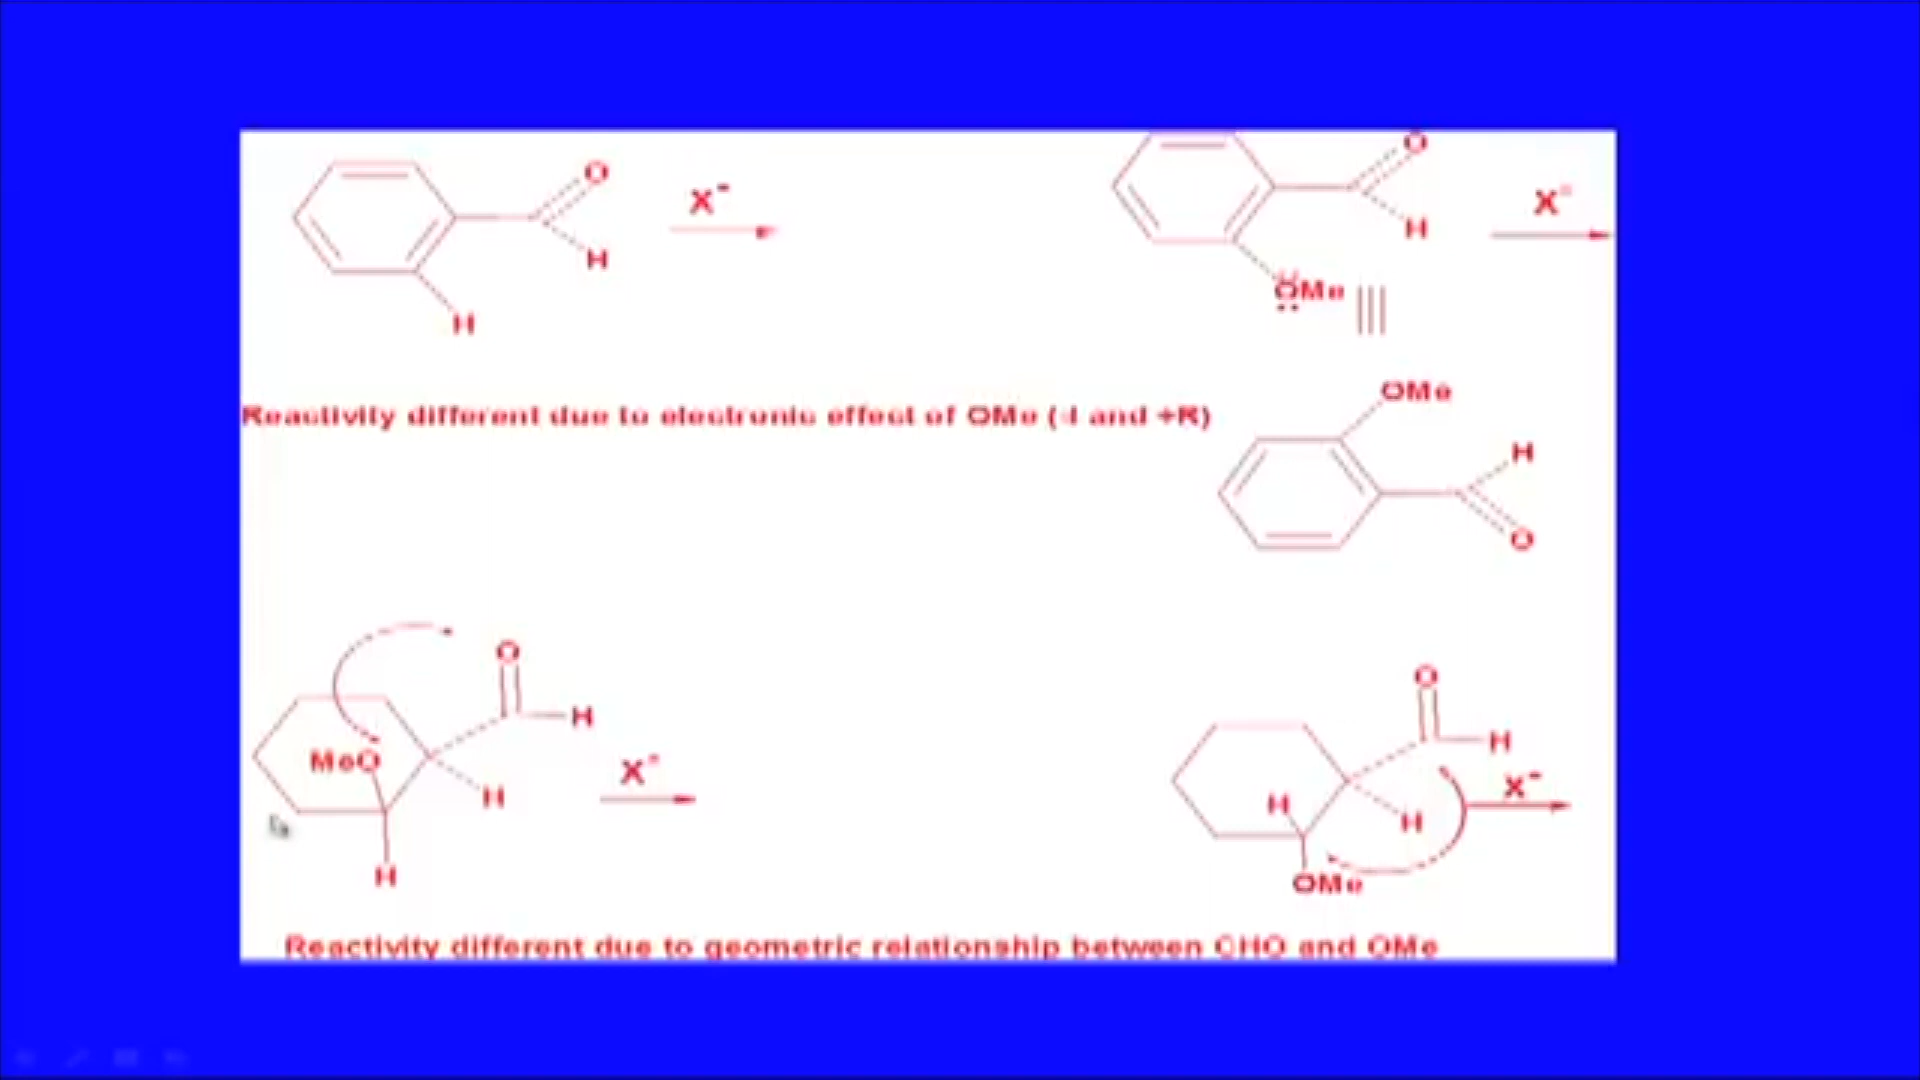 O
H
H
X⁻
O
H
OMe
X⁻
Reactivity different due to electronic effect of OMe (-I and +R)
OMe
H
O
O
H
MeO
H
H
X⁻
O
H
H
H
OMe
X⁻
Reactivity different due to geometric relationship between CHO and OMe